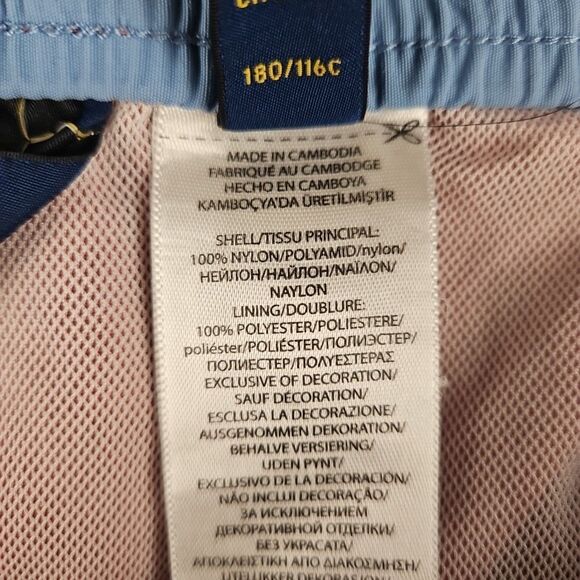 180/116C
MADE IN CAMBODIA
FABRIQUÉ AU CAMBODGE
HECHO EN CAMBOYA
KAMBOÇYA'DA ÜRETİLMİŞTİR
SHELL/TISSU PRINCIPAL:
100% NYLON/POLYAMID/nylon/
НЕЙЛОН/НАЙЛОН/ΝΑΪΛΟΝ/
NAYLON
LINING/DOUBLURE:
100% POLYESTER/POLIESTERE/
poliéster/POLIÉSTER/ПОЛИЭСТЕР/
ПОЛИЕСТЕР/ΠΟΛΥΕΣΤΕΡΑΣ
EXCLUSIVE OF DECORATION/
SAUF DÉCORATION/
ESCLUSA LA DECORAZIONE/
AUSGENOMMEN DEKORATION/
BEHALVE VERSIERING/
UDEN PYNT/
EXCLUSIVO DE LA DECORACIÓN/
NÃO INCLUI DECORAÇÃO/
ЗА ИСКЛЮЧЕНИЕМ
ДЕКОРАТИВНОЙ ОТДЕЛКИ/
БЕЗ УКРАСАТА/
ΑΠΟΚΛΕΙΣΤΙΚΗ ΑΠΟ ΔΙΑΚΟΣΜΗΣΗ/